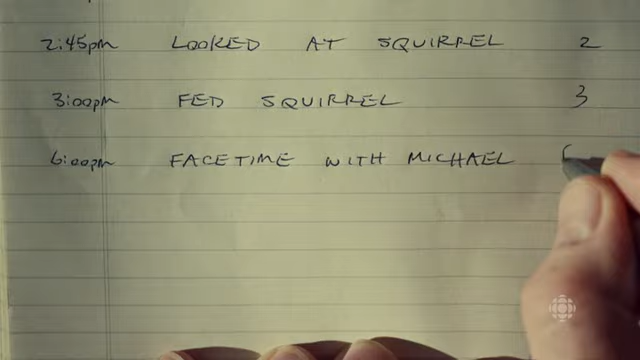 2:45pm LOOKED AT SQUIRREL 2
3:00pm FED SQUIRREL 3
6:00pm FACETIME WITH MICHAEL